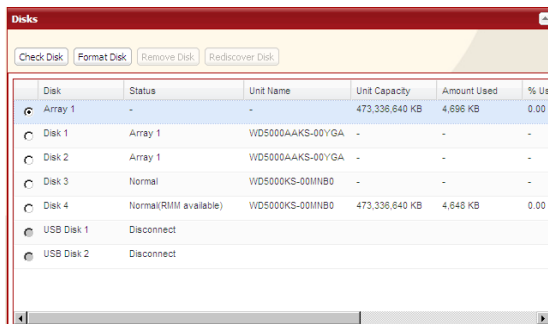 Disks
Check Disk Format Disk Remove Disk Rediscover Disk
Disk Status Unit Name Unit Capacity Amount Used % Us
Array 1 - - 473,336,640 KB 4,696 KB 0.00
Disk 1 Array 1 WD5000AAKS-00YGA - - -
Disk 2 Array 1 WD5000AAKS-00YGA - - -
Disk 3 Normal WD5000KS-00MNB0 - - -
Disk 4 Normal(RMM available) WD5000KS-00MNB0 473,336,640 KB 4,648 KB 0.00
USB Disk 1 Disconnect
USB Disk 2 Disconnect